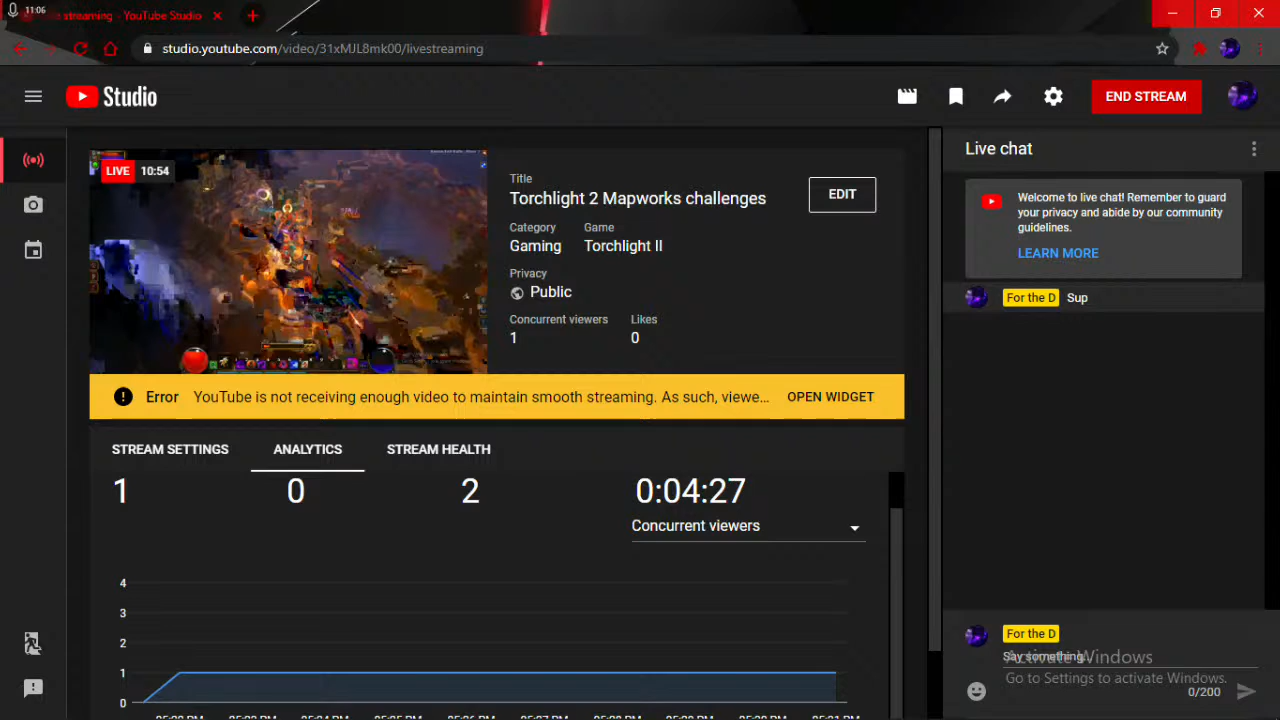 11:06
streaming - YouTube Studio
studio.youtube.com/video/31xMJL8mk00/livestreaming
Studio
END STREAM
LIVE 10:54
Title
Torchlight 2 Mapworks challenges
EDIT
Category Game
Gaming Torchlight II
Privacy
Public
Concurrent viewers Likes
1 0
Error YouTube is not receiving enough video to maintain smooth streaming. As such, viewe... OPEN WIDGET
STREAM SETTINGS ANALYTICS STREAM HEALTH
1 0 2 0:04:27
Concurrent viewers
4
3
2
1
0
Live chat
Welcome to live chat! Remember to guard
your privacy and abide by our community
guidelines.
LEARN MORE
For the D Sup
For the D
Say something...
Activate Windows
Go to Settings to activate Windows.
0/200